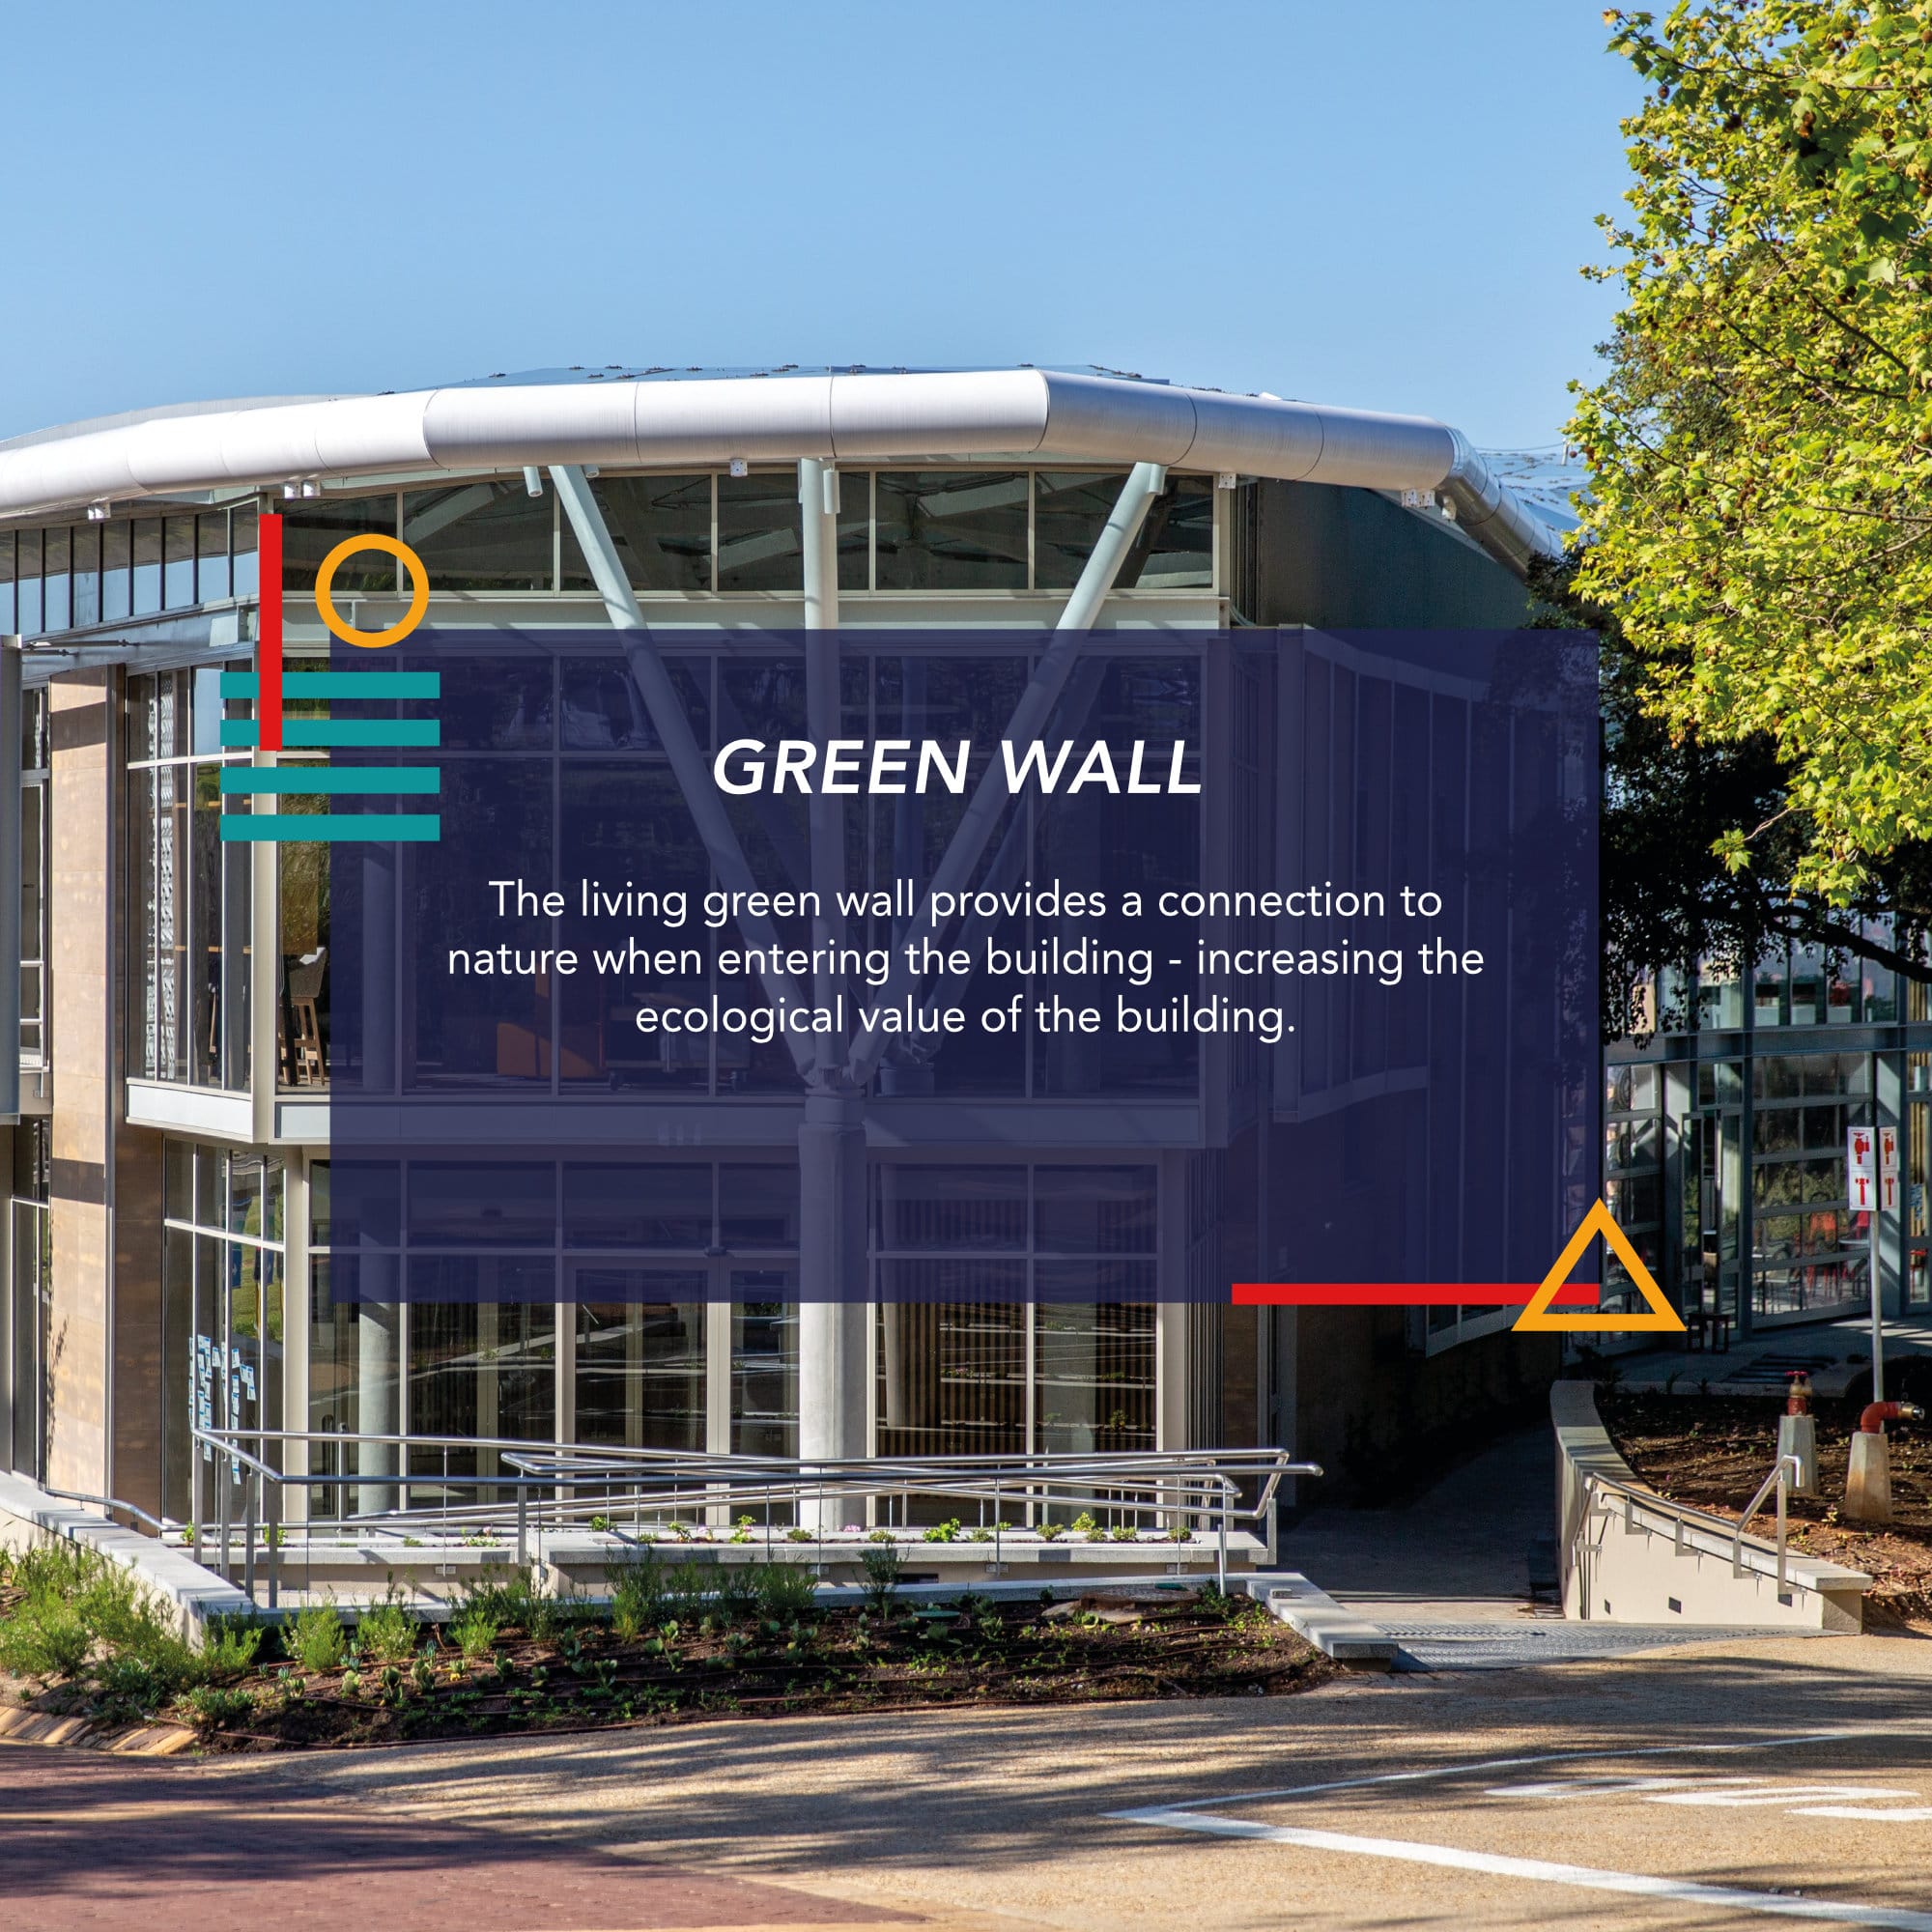 GREEN WALL
The living green wall provides a connection to
nature when entering the building - increasing the
ecological value of the building.